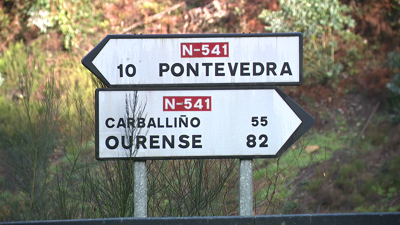 N-541
10 PONTEVEDRA
N-541
CARBALLIÑO 55
OURENSE 82